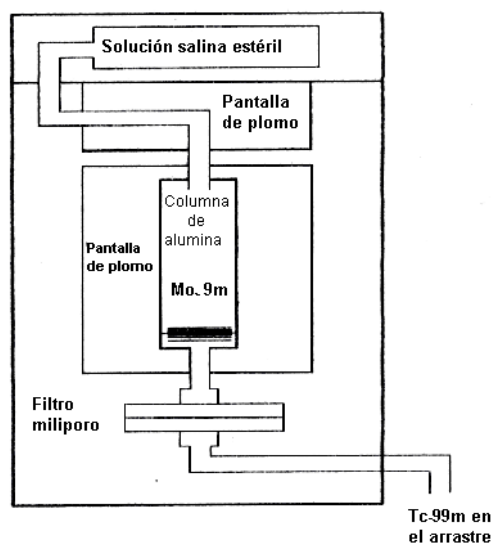 Solución salina estéril
Pantalla
de plomo
Columna
de
alumina
Pantalla
de plomo
Mo-9m
Filtro
miliporo
Tc-99m en
el arrastre